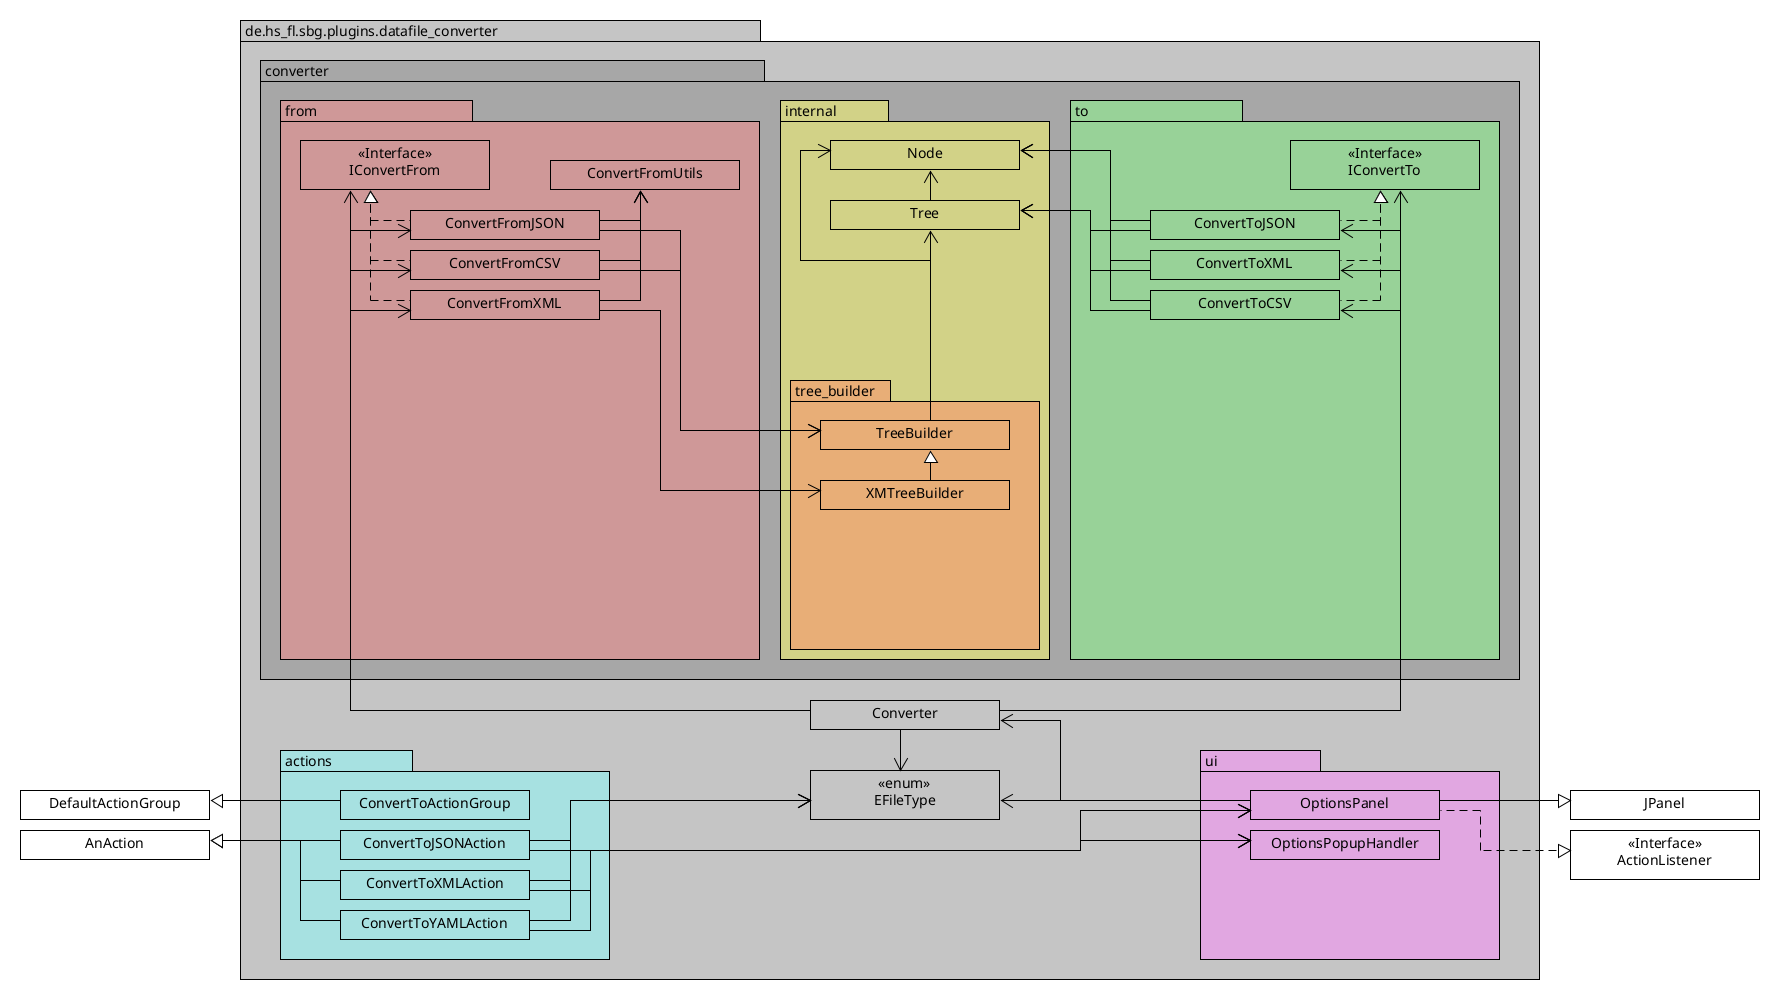 de.hs_fl.sbg.plugins.datafile_converter
converter
from
internal
to
«Interface»
IConvertFrom
ConvertFromUtils
ConvertFromJSON
ConvertFromCSV
ConvertFromXML
Node
Tree
tree_builder
TreeBuilder
XMTreeBuilder
«Interface»
IConvertTo
ConvertToJSON
ConvertToXML
ConvertToCSV
Converter
«enum»
EFileType
actions
ConvertToActionGroup
ConvertToJSONAction
ConvertToXMLAction
ConvertToYAMLAction
DefaultActionGroup
AnAction
ui
OptionsPanel
OptionsPopupHandler
JPanel
«Interface»
ActionListener